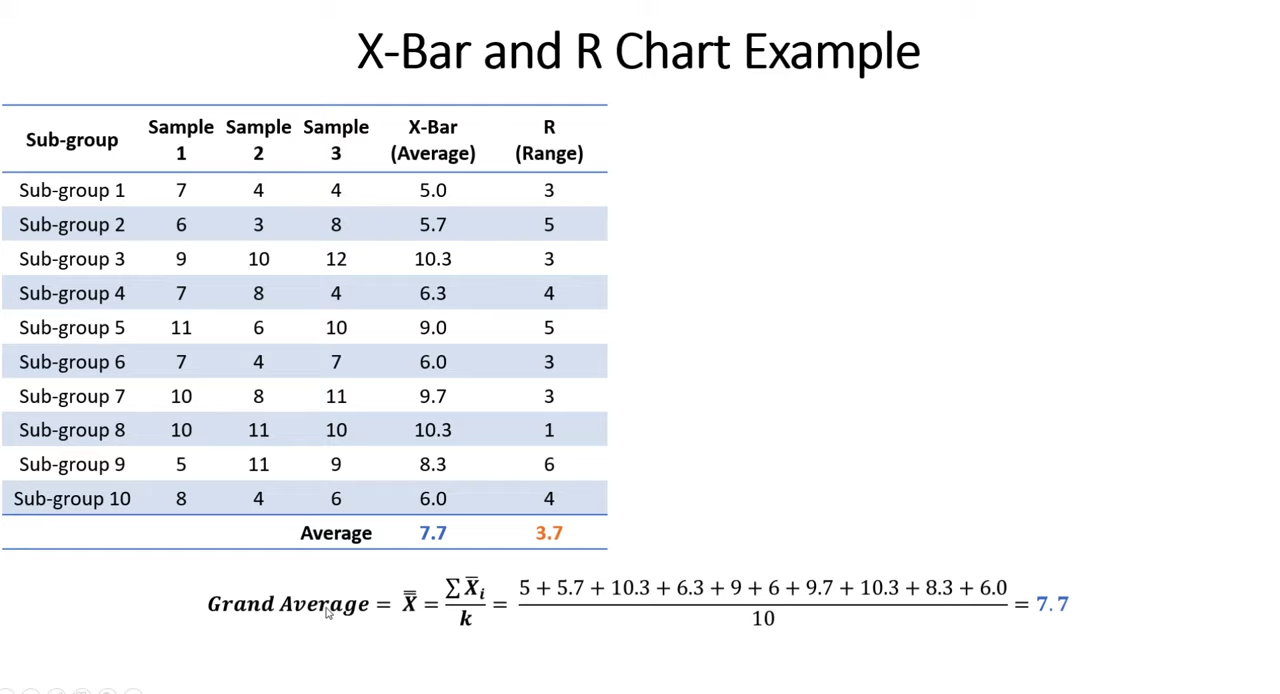 X-Bar and R Chart Example
Sub-group Sample 1 Sample 2 Sample 3 X-Bar (Average) R (Range)
Sub-group 1 7 4 4 5.0 3
Sub-group 2 6 3 8 5.7 5
Sub-group 3 9 10 12 10.3 3
Sub-group 4 7 8 4 6.3 4
Sub-group 5 11 6 10 9.0 5
Sub-group 6 7 4 7 6.0 3
Sub-group 7 10 8 11 9.7 3
Sub-group 8 10 11 10 10.3 1
Sub-group 9 5 11 9 8.3 6
Sub-group 10 8 4 6 6.0 4
Average 7.7 3.7
Grand Average = X̿ = ∑ X̅ᵢ / k = 5 + 5.7 + 10.3 + 6.3 + 9 + 6 + 9.7 + 10.3 + 8.3 + 6.0 / 10 = 7.7